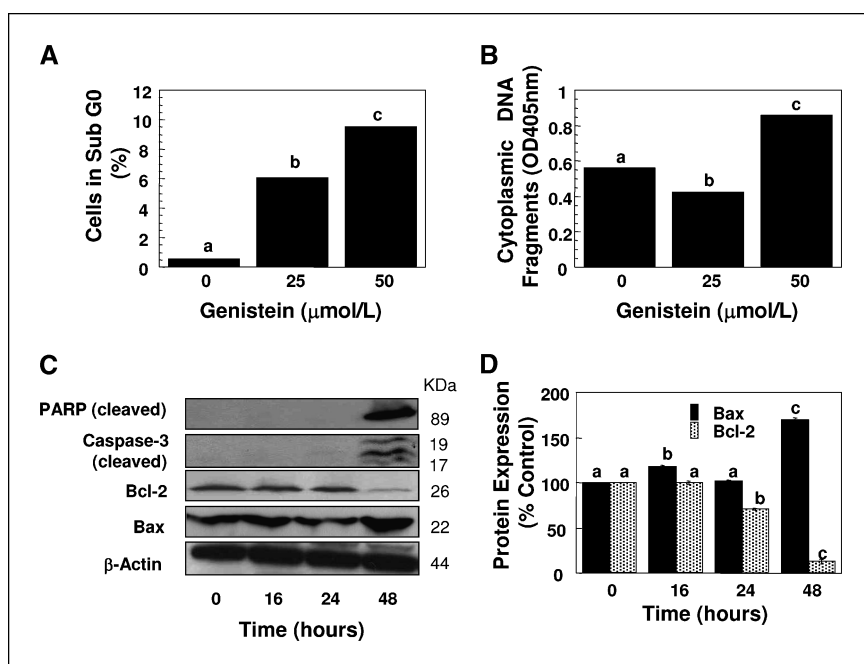 A
Cells in Sub G0
(%)
12
10
8
6
4
2
0
a
b
c
0 25 50
Genistein (μmol/L)
B
Cytoplasmic DNA
Fragments (OD405nm)
1
0.8
0.6
0.4
0.2
0
a
b
c
0 25 50
Genistein (μmol/L)
C
KDa
PARP (cleaved) 89
Caspase-3 19
(cleaved) 17
Bcl-2 26
Bax 22
β-Actin 44
0 16 24 48
Time (hours)
D
Protein Expression
(% Control)
200
150
100
50
0
Bax
Bcl-2
a a b a a b c c
0 16 24 48
Time (hours)